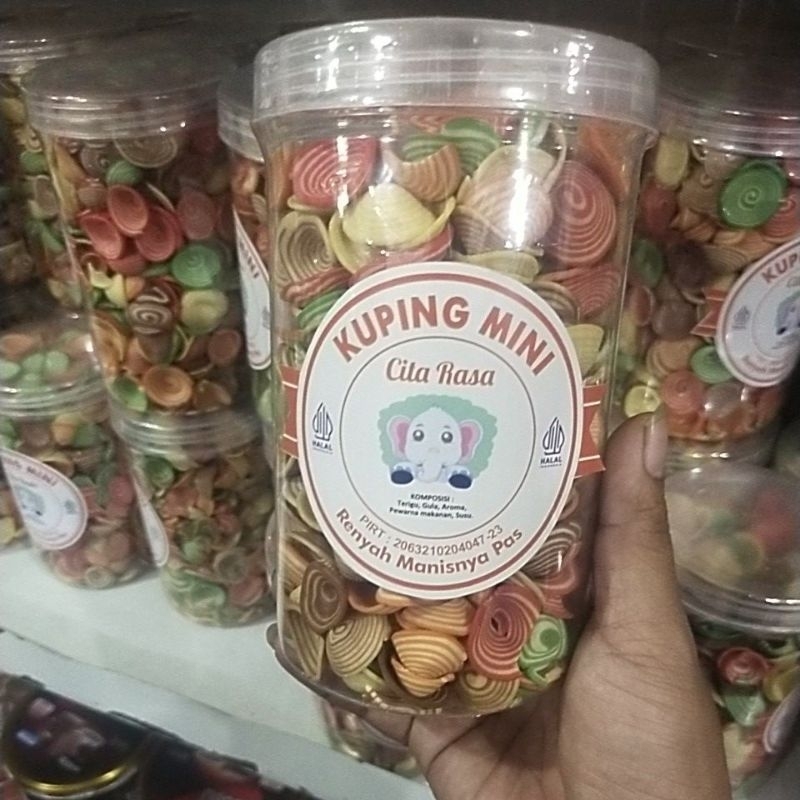 KUPING MINI
Cita Rasa
HALAL
HALAL
KOMPOSISI :
Terigu, Gula, Aroma,
Pewarna makanan, Susu.
PIRT : 2063210204047-23
Renyah Manisnya Pas